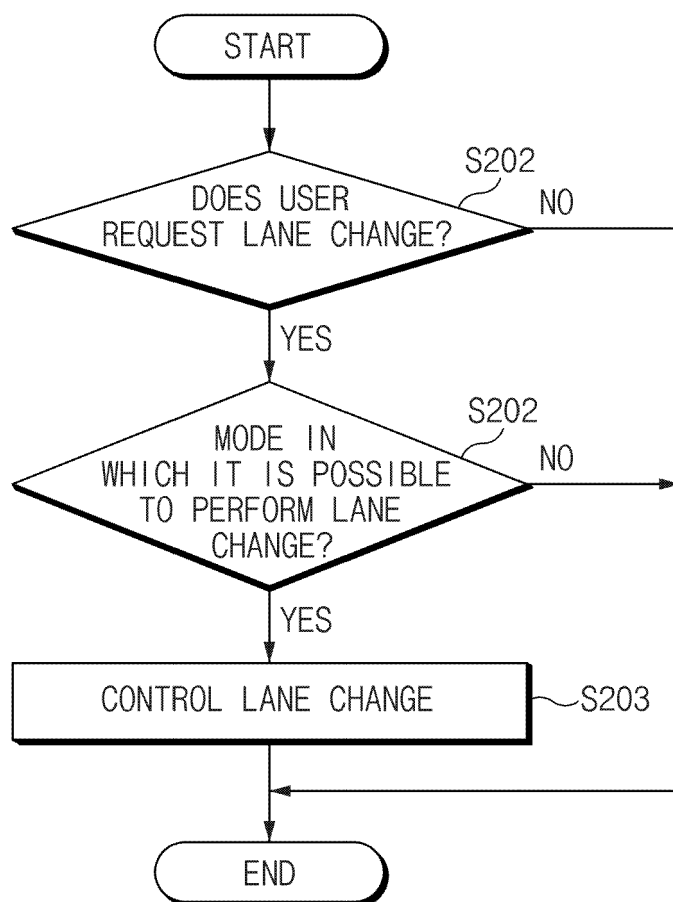 START
S202
DOES USER
REQUEST LANE CHANGE?
NO
YES
S202
MODE IN
WHICH IT IS POSSIBLE
TO PERFORM LANE
CHANGE?
NO
YES
CONTROL LANE CHANGE
S203
END